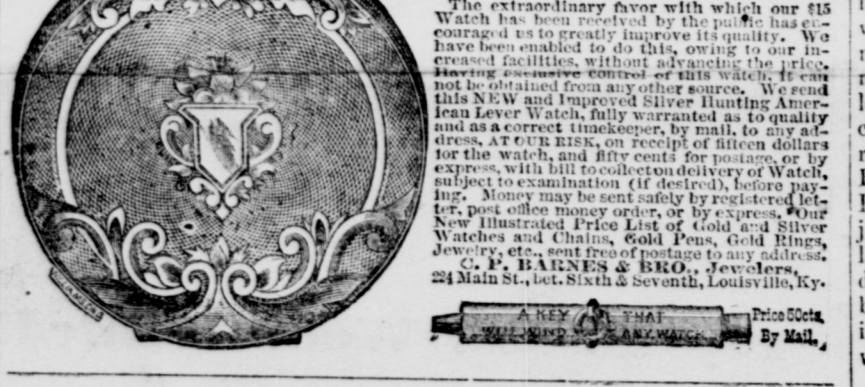 The extraordinary favor with which our $15
Watch has been received by the public has en-
couraged us to greatly improve its quality. We
have been enabled to do this, owing to our in-
creased facilities, without advancing the price.
Having exclusive control of this watch, it can
not be obtained from any other source. We send
this NEW and Improved Silver Hunting Amer-
ican Lever Watch, fully warranted as to quality
and as a correct timekeeper, by mail, to any ad-
dress, AT OUR RISK, on receipt of fifteen dollars
for the watch, and fifty cents for postage, or by
express, with bill to collect on delivery of Watch,
subject to examination (if desired), before pay-
ing. Money may be sent safely by registered let-
ter, post office money order, or by express. Our
New Illustrated Price List of Gold and Silver
Watches and Chains, Gold Pens, Gold Rings,
Jewelry, etc., sent free of postage to any address.
C. P. BARNES & BRO., Jewelers,
224 Main St., bet. Sixth & Seventh, Louisville, Ky.
A KEY THAT
WILL WIND ANY WATCH
Price 50cts.
By Mail.